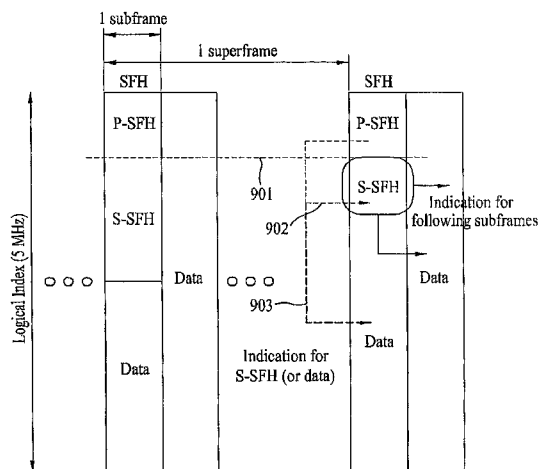 1 subframe
1 superframe
SFH
SFH
P-SFH
P-SFH
901
S-SFH
S-SFH
902
Indication for
following subframes
Logical Index (5 MHz)
Data
Data
903
Data
Data
Indication for
S-SFH (or data)